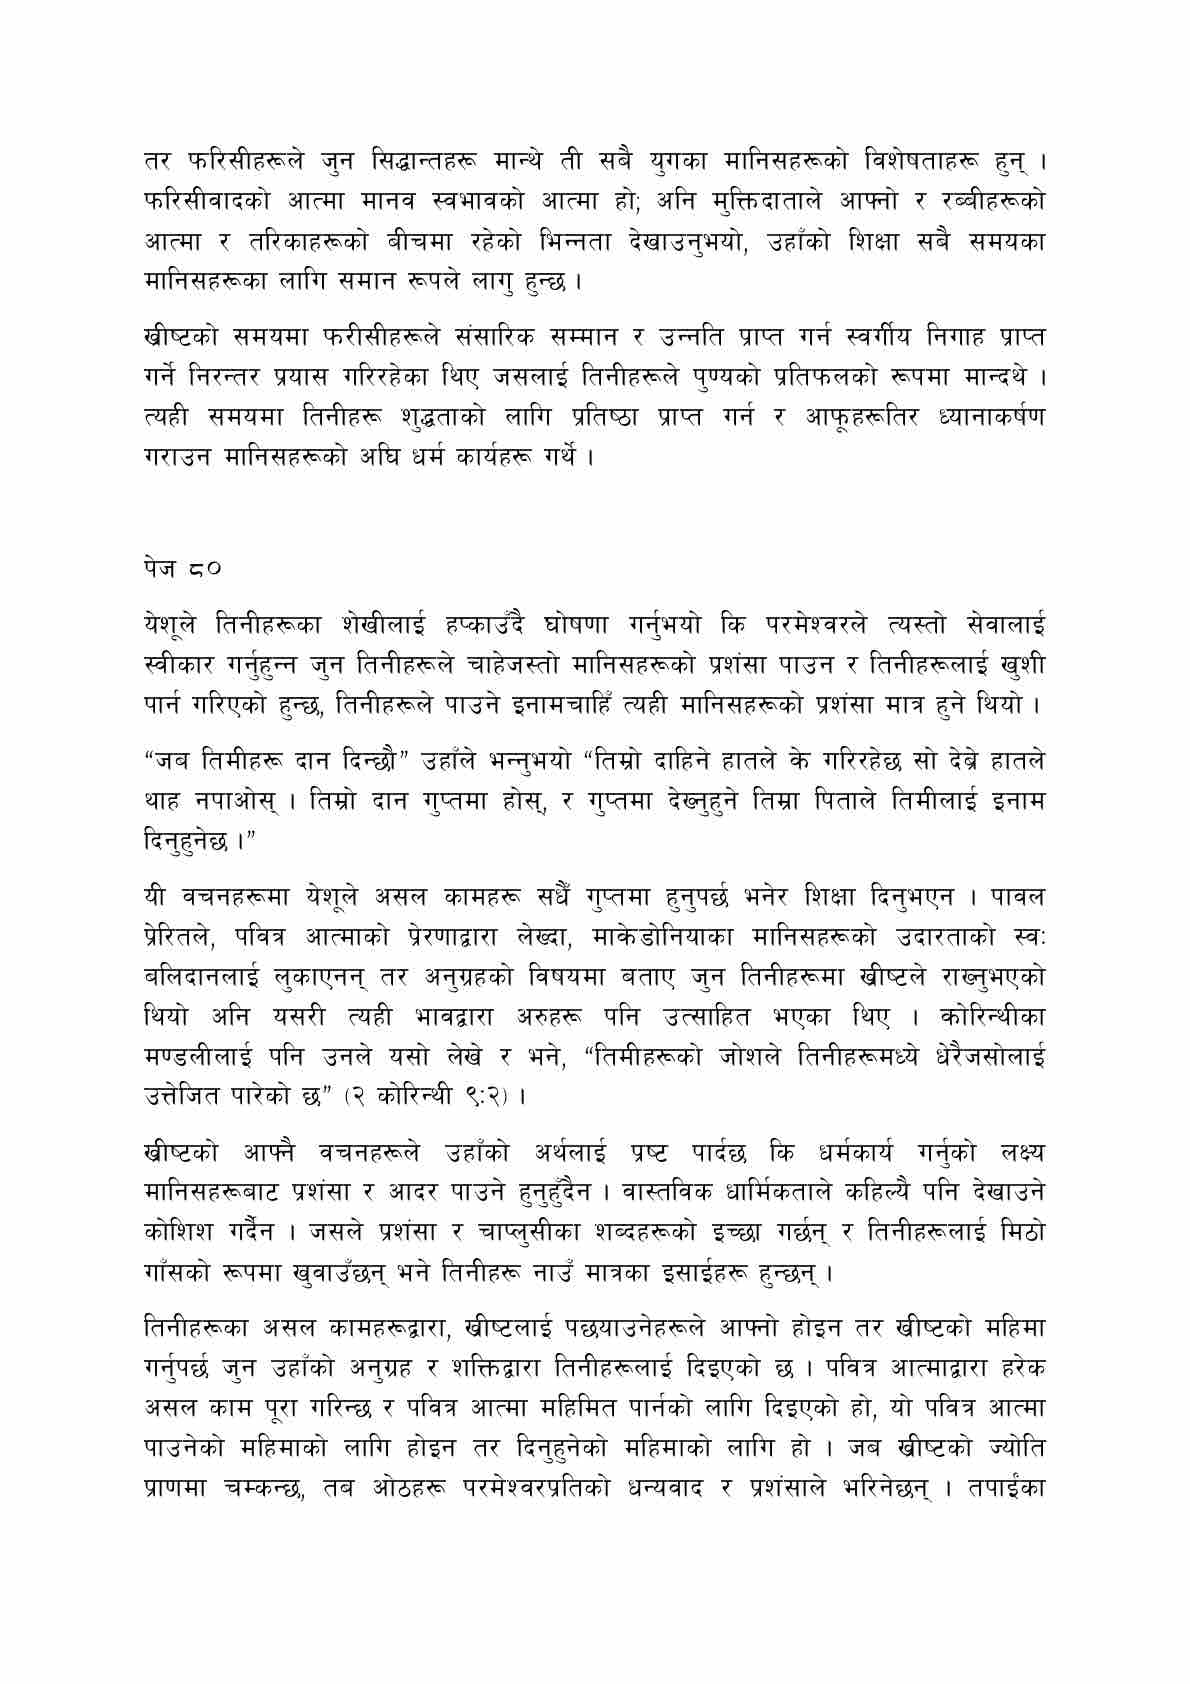 तर फरिसीहरूले जुन सिद्धान्तहरू मान्थे ती सबै युगका मानिसहरूको विशेषताहरू हुन् ।
फरिसीवादको आत्मा मानव स्वभावको आत्मा हो; अनि मुक्तिदाताले आफ्नो र रब्बीहरूको
आत्मा र तरिकाहरूको बीचमा रहेको भिन्नता देखाउनुभयो, उहाँको शिक्षा सबै समयका
मानिसहरूका लागि समान रूपले लागु हुन्छ ।
ख्रीष्टको समयमा फरीसीहरूले संसारिक सम्मान र उन्नति प्राप्त गर्न स्वर्गीय निगाह प्राप्त
गर्ने निरन्तर प्रयास गरिरहेका थिए जसलाई तिनीहरूले पुण्यको प्रतिफलको रूपमा मान्दथे ।
त्यही समयमा तिनीहरू शुद्धताको लागि प्रतिष्ठा प्राप्त गर्न र आफूहरूतिर ध्यानाकर्षण
गराउन मानिसहरूको अघि धर्म कार्यहरू गर्थे ।
पेज ८०
येशूले तिनीहरूका शेखीलाई हप्काउँदै घोषणा गर्नुभयो कि परमेश्वरले त्यस्तो सेवालाई
स्वीकार गर्नुहुन्न जुन तिनीहरूले चाहेजस्तो मानिसहरूको प्रशंसा पाउन र तिनीहरूलाई खुशी
पार्न गरिएको हुन्छ, तिनीहरूले पाउने इनामचाहिँ त्यही मानिसहरूको प्रशंसा मात्र हुने थियो ।
“जब तिमीहरू दान दिन्छौ” उहाँले भन्नुभयो “तिम्रो दाहिने हातले के गरिरहेछ सो देब्रे हातले
थाह नपाओस् । तिम्रो दान गुप्तमा होस्, र गुप्तमा देख्नुहुने तिम्रा पिताले तिमीलाई इनाम
दिनुहुनेछ ।”
यी वचनहरूमा येशूले असल कामहरू सधैँ गुप्तमा हुनुपर्छ भनेर शिक्षा दिनुभएन । पावल
प्रेरितले, पवित्र आत्माको प्रेरणाद्वारा लेख्दा, माकेडोनियाका मानिसहरूको उदारताको स्वः
बलिदानलाई लुकाएनन् तर अनुग्रहको विषयमा बताए जुन तिनीहरूमा ख्रीष्टले राख्नुभएको
थियो अनि यसरी त्यही भावद्वारा अरुहरू पनि उत्साहित भएका थिए । कोरिन्थीका
मण्डलीलाई पनि उनले यसो लेखे र भने, “तिमीहरूको जोशले तिनीहरूमध्ये धेरैजसोलाई
उत्तेजित पारेको छ” (२ कोरिन्थी ९:२) ।
ख्रीष्टको आफ्नै वचनहरूले उहाँको अर्थलाई प्रष्ट पार्दछ कि धर्मकार्य गर्नुको लक्ष्य
मानिसहरूबाट प्रशंसा र आदर पाउने हुनुहुँदैन । वास्तविक धार्मिकताले कहिल्यै पनि देखाउने
कोशिश गर्दैन । जसले प्रशंसा र चाप्लुसीका शब्दहरूको इच्छा गर्छन् र तिनीहरूलाई मिठो
गाँसको रूपमा खुवाउँछन् भने तिनीहरू नाउँ मात्रका इसाईहरू हुन्छन् ।
तिनीहरूका असल कामहरूद्वारा, ख्रीष्टलाई पछयाउनेहरूले आफ्नो होइन तर ख्रीष्टको महिमा
गर्नुपर्छ जुन उहाँको अनुग्रह र शक्तिद्वारा तिनीहरूलाई दिइएको छ । पवित्र आत्माद्वारा हरेक
असल काम पूरा गरिन्छ र पवित्र आत्मा महिमित पार्नको लागि दिइएको हो, यो पवित्र आत्मा
पाउनेको महिमाको लागि होइन तर दिनुहुनेको महिमाको लागि हो । जब ख्रीष्टको ज्योति
प्राणमा चम्कन्छ, तब ओठहरू परमेश्वरप्रतिको धन्यवाद र प्रशंसाले भरिनेछन् । तपाईंका